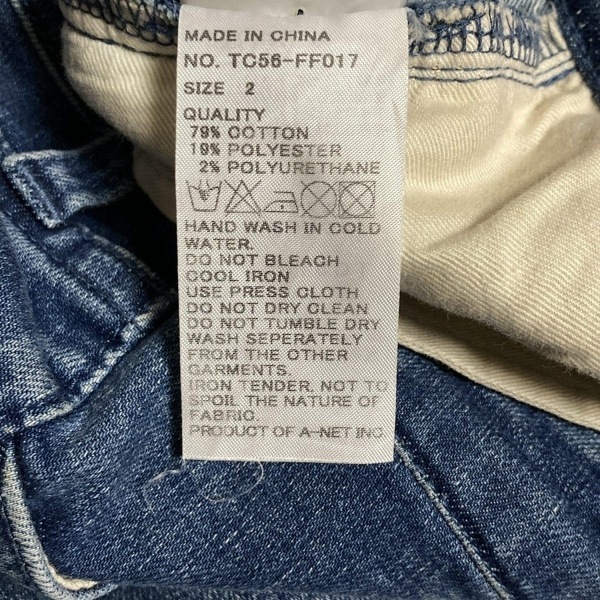 MADE IN CHINA
NO. TC56-FF017
SIZE 2
QUALITY
79% COTTON
19% POLYESTER
2% POLYURETHANE
HAND WASH IN COLD
WATER.
DO NOT BLEACH
COOL IRON
USE PRESS CLOTH
DO NOT DRY CLEAN
DO NOT TUMBLE DRY
WASH SEPERATELY
FROM THE OTHER
GARMENTS.
IRON TENDER, NOT TO
SPOIL THE NATURE OF
FABRIC.
PRODUCT OF A-NET INC.